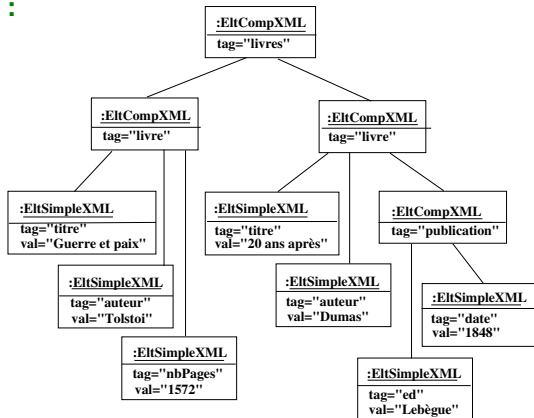 :
:EltCompXML
tag="livres"
:EltCompXML
tag="livre"
:EltCompXML
tag="livre"
:EltSimpleXML
tag="titre"
val="Guerre et paix"
:EltSimpleXML
tag="titre"
val="20 ans après"
:EltCompXML
tag="publication"
:EltSimpleXML
tag="auteur"
val="Tolstoi"
:EltSimpleXML
tag="auteur"
val="Dumas"
:EltSimpleXML
tag="date"
val="1848"
:EltSimpleXML
tag="nbPages"
val="1572"
:EltSimpleXML
tag="ed"
val="Lebègue"